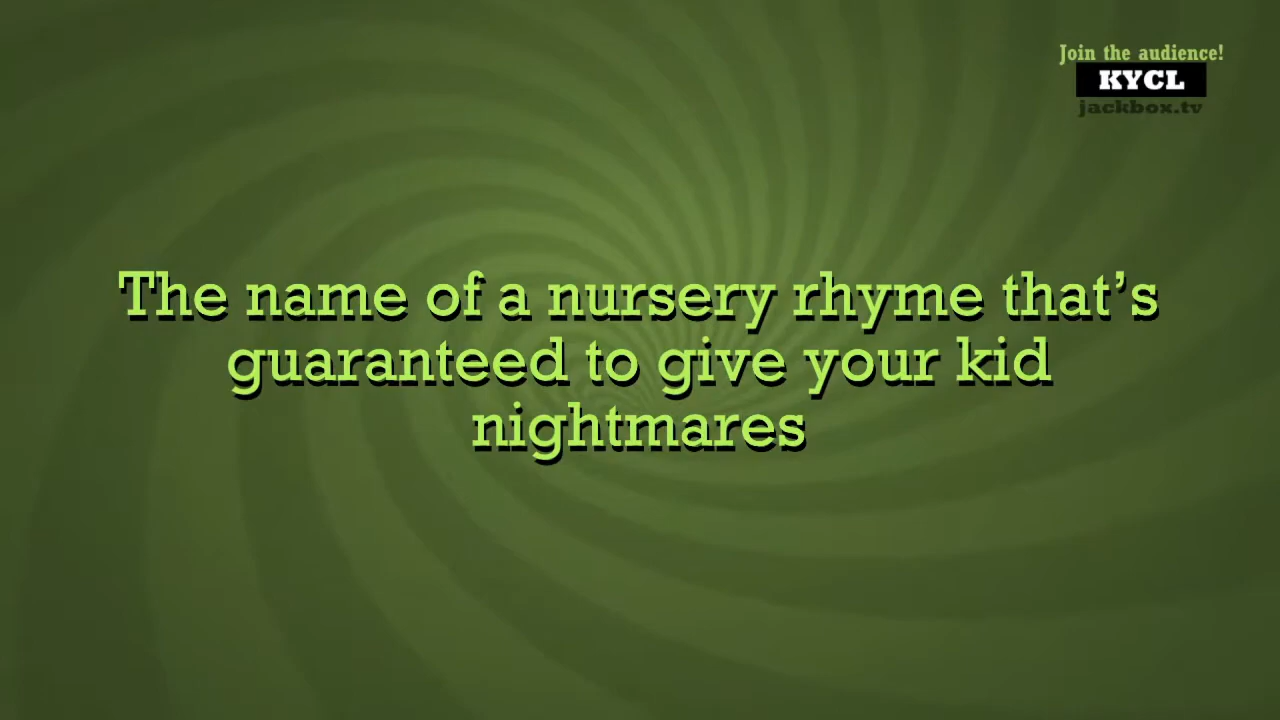 Join the audience!
KYCL
jackbox.tv
The name of a nursery rhyme that’s
guaranteed to give your kid
nightmares